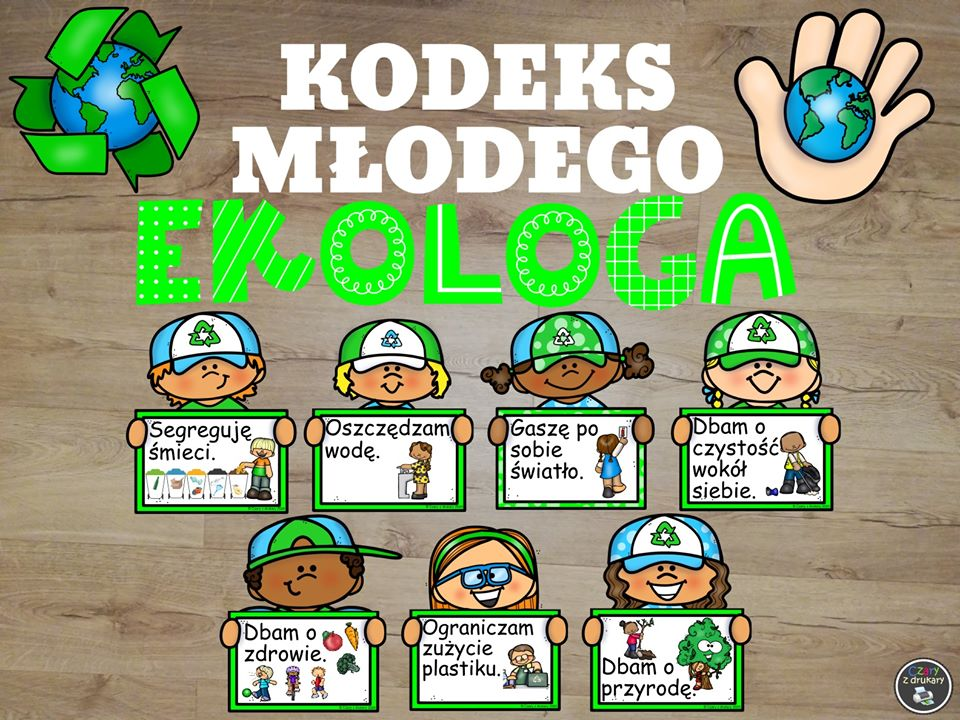 KODEKS
MŁODEGO
EKOLOGA
Segreguję
śmieci.
Oszczędzam
wodę.
Gaszę po
sobie
światło.
Dbam o
czystość
wokół
siebie.
Dbam o
zdrowie.
Ograniczam
zużycie
plastiku.
Dbam o
przyrodę.
Czary
z drukary